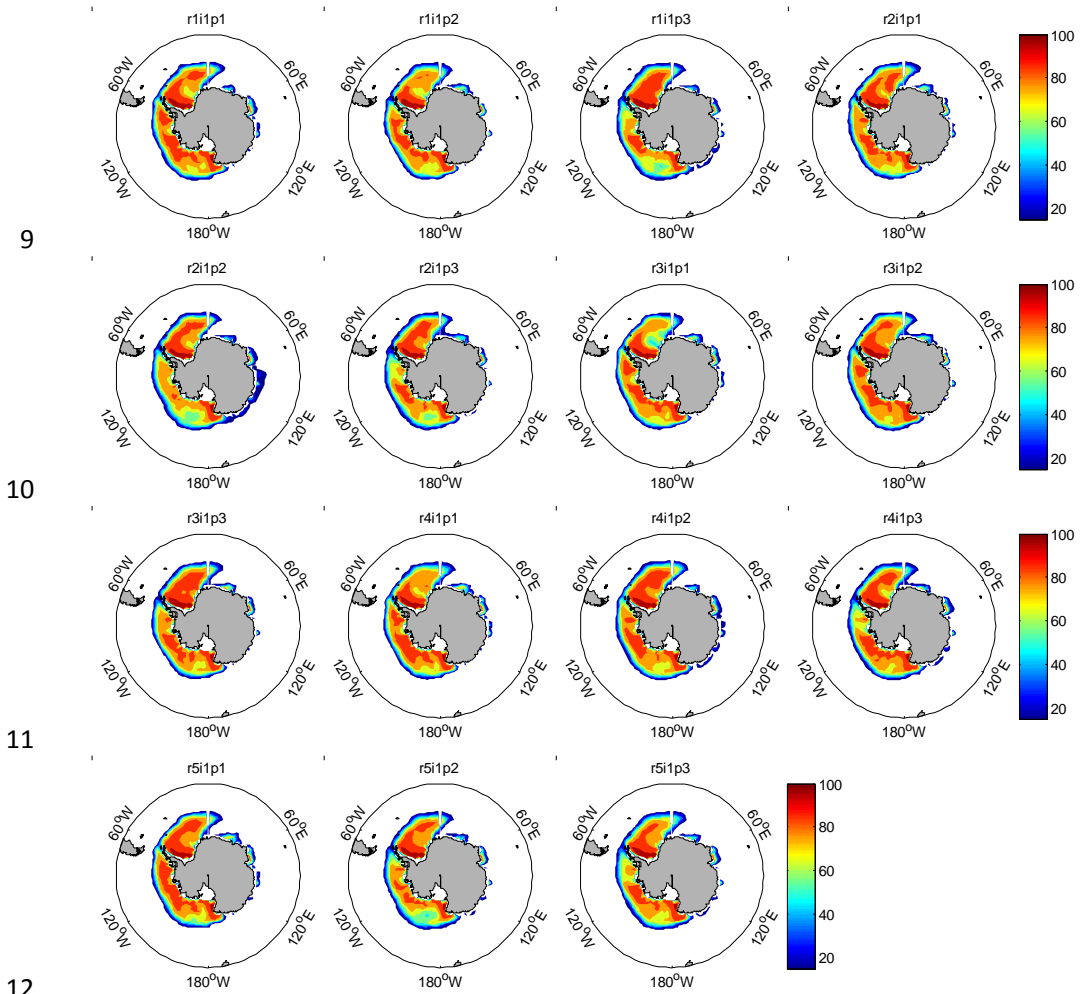 r1i1p1 r1i1p2 r1i1p3 r2i1p1
60°W 60°E 60°W 60°E 60°W 60°E 60°W 60°E 100
80
60
40
120°W 120°E 120°W 120°E 120°W 120°E 120°W 120°E 20
180°W 180°W 180°W 180°W
9
r2i1p2 r2i1p3 r3i1p1 r3i1p2
60°W 60°E 60°W 60°E 60°W 60°E 60°W 60°E 100
80
60
40
120°W 120°E 120°W 120°E 120°W 120°E 120°W 120°E 20
180°W 180°W 180°W 180°W
10
r3i1p3 r4i1p1 r4i1p2 r4i1p3
60°W 60°E 60°W 60°E 60°W 60°E 60°W 60°E 100
80
60
40
120°W 120°E 120°W 120°E 120°W 120°E 120°W 120°E 20
180°W 180°W 180°W 180°W
11
r5i1p1 r5i1p2 r5i1p3
60°W 60°E 60°W 60°E 60°W 60°E 100
80
60
40
120°W 120°E 120°W 120°E 120°W 120°E 20
180°W 180°W 180°W
12